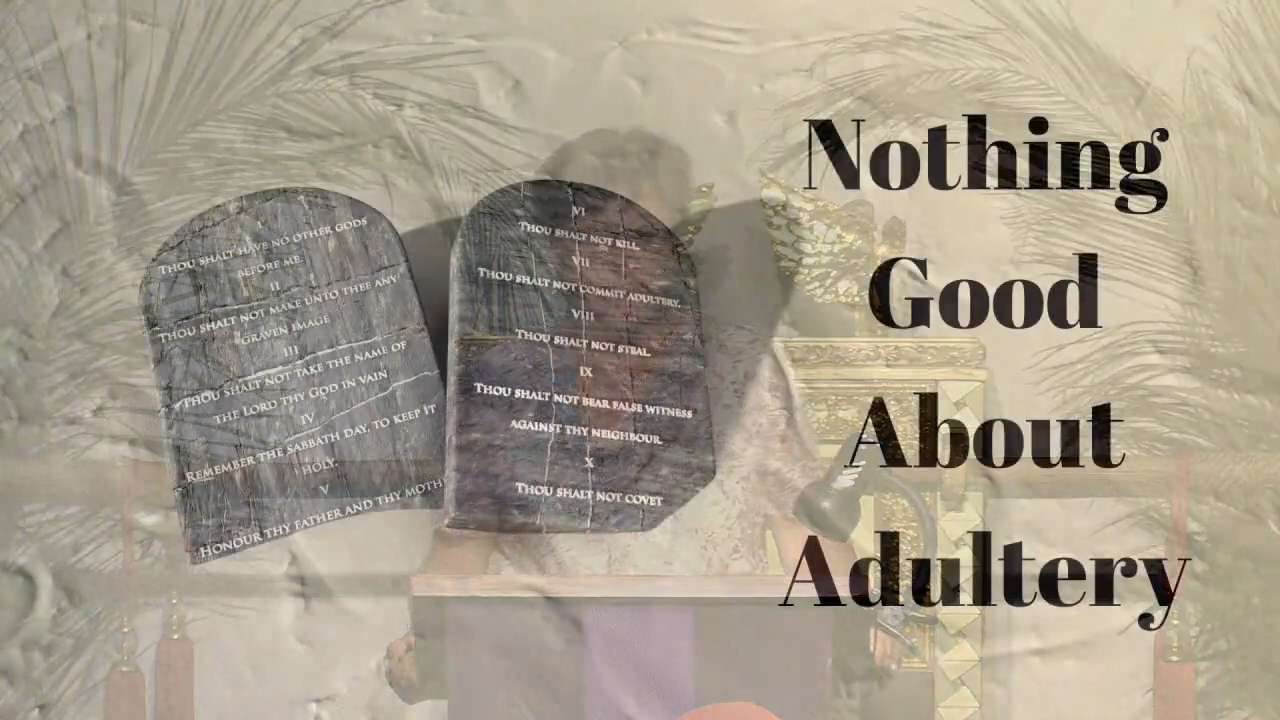 I
THOU SHALT HAVE NO OTHER GODS
BEFORE ME.
II
THOU SHALT NOT MAKE UNTO THEE ANY
GRAVEN IMAGE
III
THOU SHALT NOT TAKE THE NAME OF
THE LORD THY GOD IN VAIN
IV
REMEMBER THE SABBATH DAY, TO KEEP IT
HOLY.
V
HONOUR THY FATHER AND THY MOTH
VI
THOU SHALT NOT KILL.
VII
THOU SHALT NOT COMMIT ADULTERY.
VIII
THOU SHALT NOT STEAL.
IX
THOU SHALT NOT BEAR FALSE WITNESS
AGAINST THY NEIGHBOUR.
X
THOU SHALT NOT COVET
Nothing
Good
About
Adultery